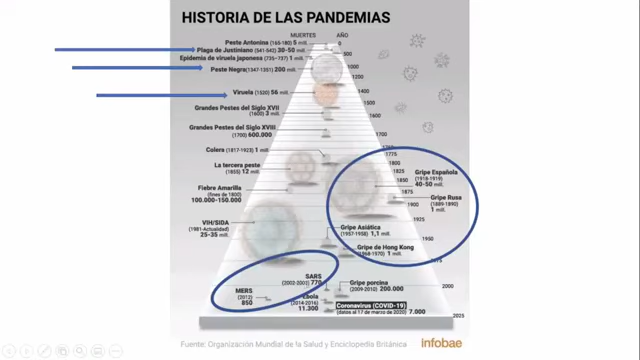 HISTORIA DE LAS PANDEMIAS
MUERTES AÑO
Peste Antonina (165-180) 5 mill.
Plaga de Justiniano (541-542) 30-50 mill.
Epidemia de viruela japonesa (735-737) 1 mill.
Peste Negra (1347-1351) 200 mill.
Viruela (1520) 56 mill.
Grandes Pestes del Siglo XVII
(1600) 3 mill.
Grandes Pestes del Siglo XVIII
(1700) 600.000
Colera (1817-1923) 1 mill.
La tercera peste
(1855) 12 mill.
Fiebre Amarilla
(fines de 1800)
100.000-150.000
VIH/SIDA
(1981-Actualidad)
25-35 mill.
0
500
1000
1200
1400
1500
1600
1700
1775
1825
1850
1875
1900
1925
1950
2000
2025
Gripe Española
(1918-1919)
40-50 mill.
Gripe Rusa
(1889-1890)
1 mill.
Gripe Asiática
(1957-1958) 1,1 mill.
Gripe de Hong Kong
(1968-1970) 1 mill.
SARS
(2002-2003) 770
MERS
(2012)
850
Gripe porcina
(2009-2010) 200.000
Ebola
(2014-2016)
11.300
Coronavirus (COVID-19)
(datos al 17 de marzo de 2020) 7.000
Fuente: Organización Mundial de la Salud y Enciclopedia Británica
infobae